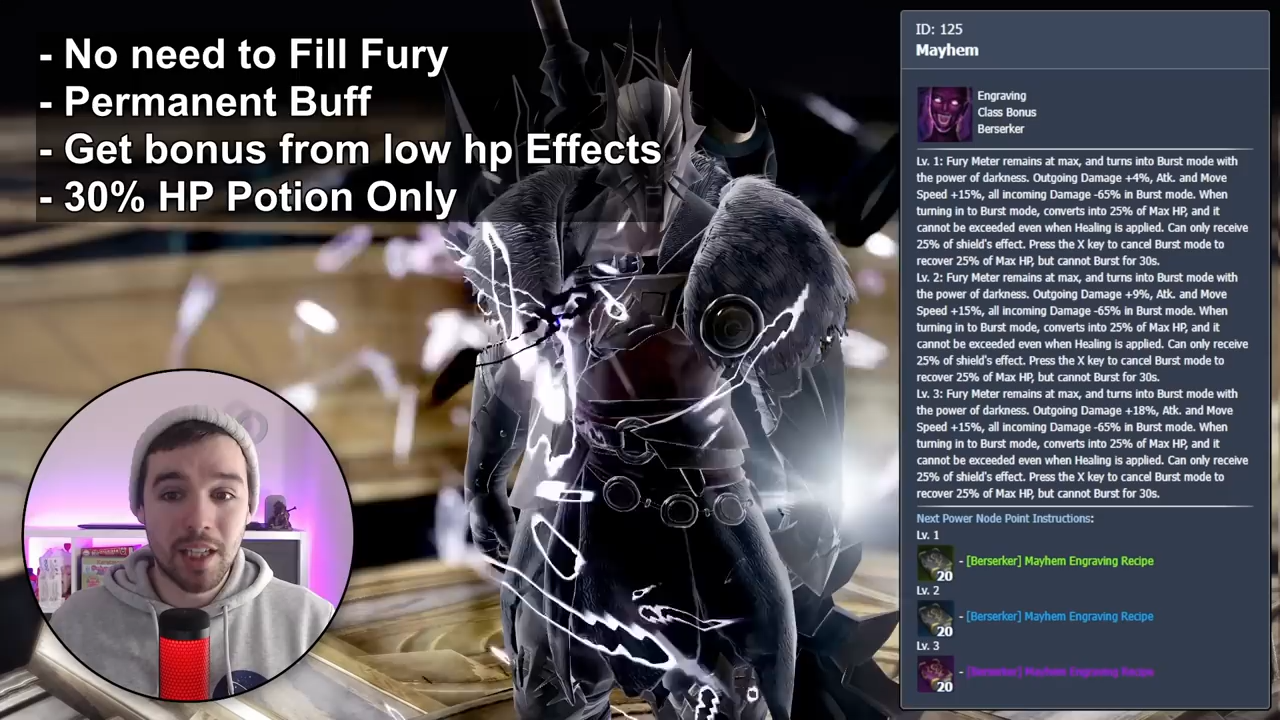 - No need to Fill Fury
- Permanent Buff
- Get bonus from low hp Effects
- 30% HP Potion Only
ID: 125
Mayhem
Engraving
Class Bonus
Berserker
Lv. 1: Fury Meter remains at max, and turns into Burst mode with
the power of darkness. Outgoing Damage +4%, Atk. and Move
Speed +15%, all incoming Damage -65% in Burst mode. When
turning in to Burst mode, converts into 25% of Max HP, and it
cannot be exceeded even when Healing is applied. Can only receive
25% of shield's effect. Press the X key to cancel Burst mode to
recover 25% of Max HP, but cannot Burst for 30s.
Lv. 2: Fury Meter remains at max, and turns into Burst mode with
the power of darkness. Outgoing Damage +9%, Atk. and Move
Speed +15%, all incoming Damage -65% in Burst mode. When
turning in to Burst mode, converts into 25% of Max HP, and it
cannot be exceeded even when Healing is applied. Can only receive
25% of shield's effect. Press the X key to cancel Burst mode to
recover 25% of Max HP, but cannot Burst for 30s.
Lv. 3: Fury Meter remains at max, and turns into Burst mode with
the power of darkness. Outgoing Damage +18%, Atk. and Move
Speed +15%, all incoming Damage -65% in Burst mode. When
turning in to Burst mode, converts into 25% of Max HP, and it
cannot be exceeded even when Healing is applied. Can only receive
25% of shield's effect. Press the X key to cancel Burst mode to
recover 25% of Max HP, but cannot Burst for 30s.
Next Power Node Point Instructions:
Lv. 1
20 - [Berserker] Mayhem Engraving Recipe
Lv. 2
20 - [Berserker] Mayhem Engraving Recipe
Lv. 3
20 - [Berserker] Mayhem Engraving Recipe